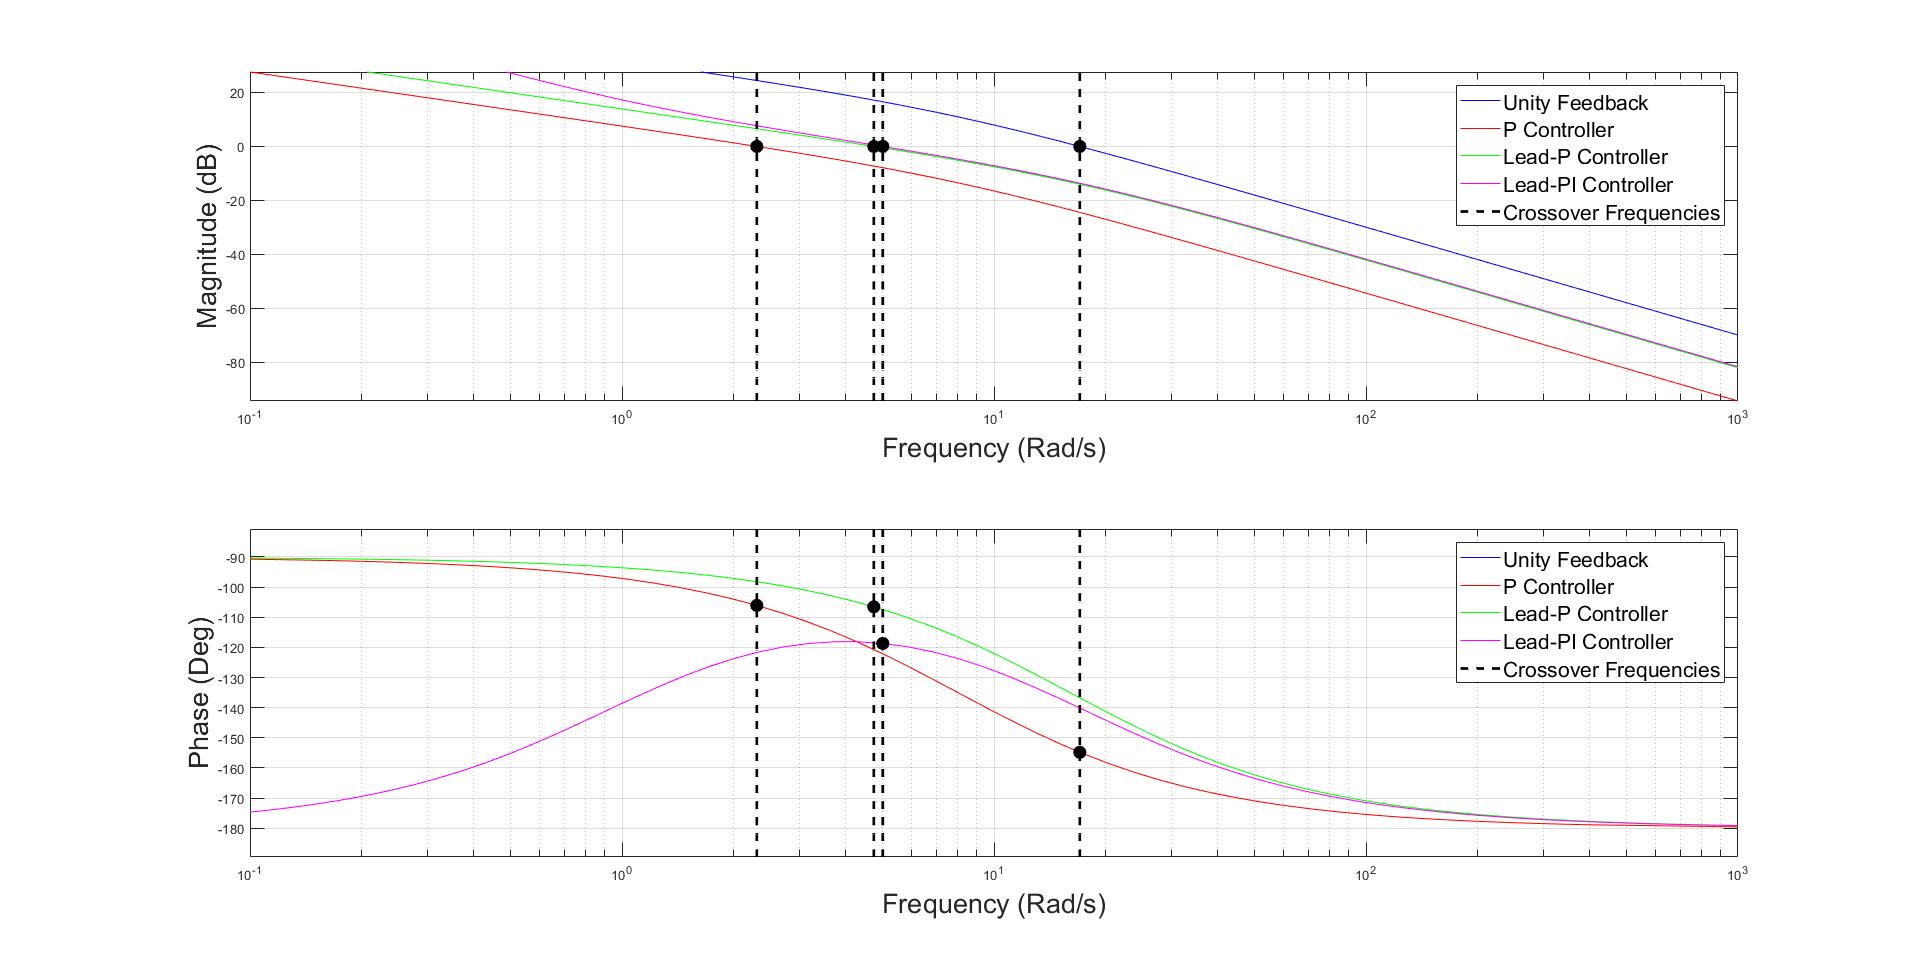 Magnitude (dB)
20
0
-20
-40
-60
-80
10^-1
10^0
10^1
10^2
10^3
Frequency (Rad/s)
Unity Feedback
P Controller
Lead-P Controller
Lead-PI Controller
Crossover Frequencies
Phase (Deg)
-90
-100
-110
-120
-130
-140
-150
-160
-170
-180
10^-1
10^0
10^1
10^2
10^3
Frequency (Rad/s)
Unity Feedback
P Controller
Lead-P Controller
Lead-PI Controller
Crossover Frequencies